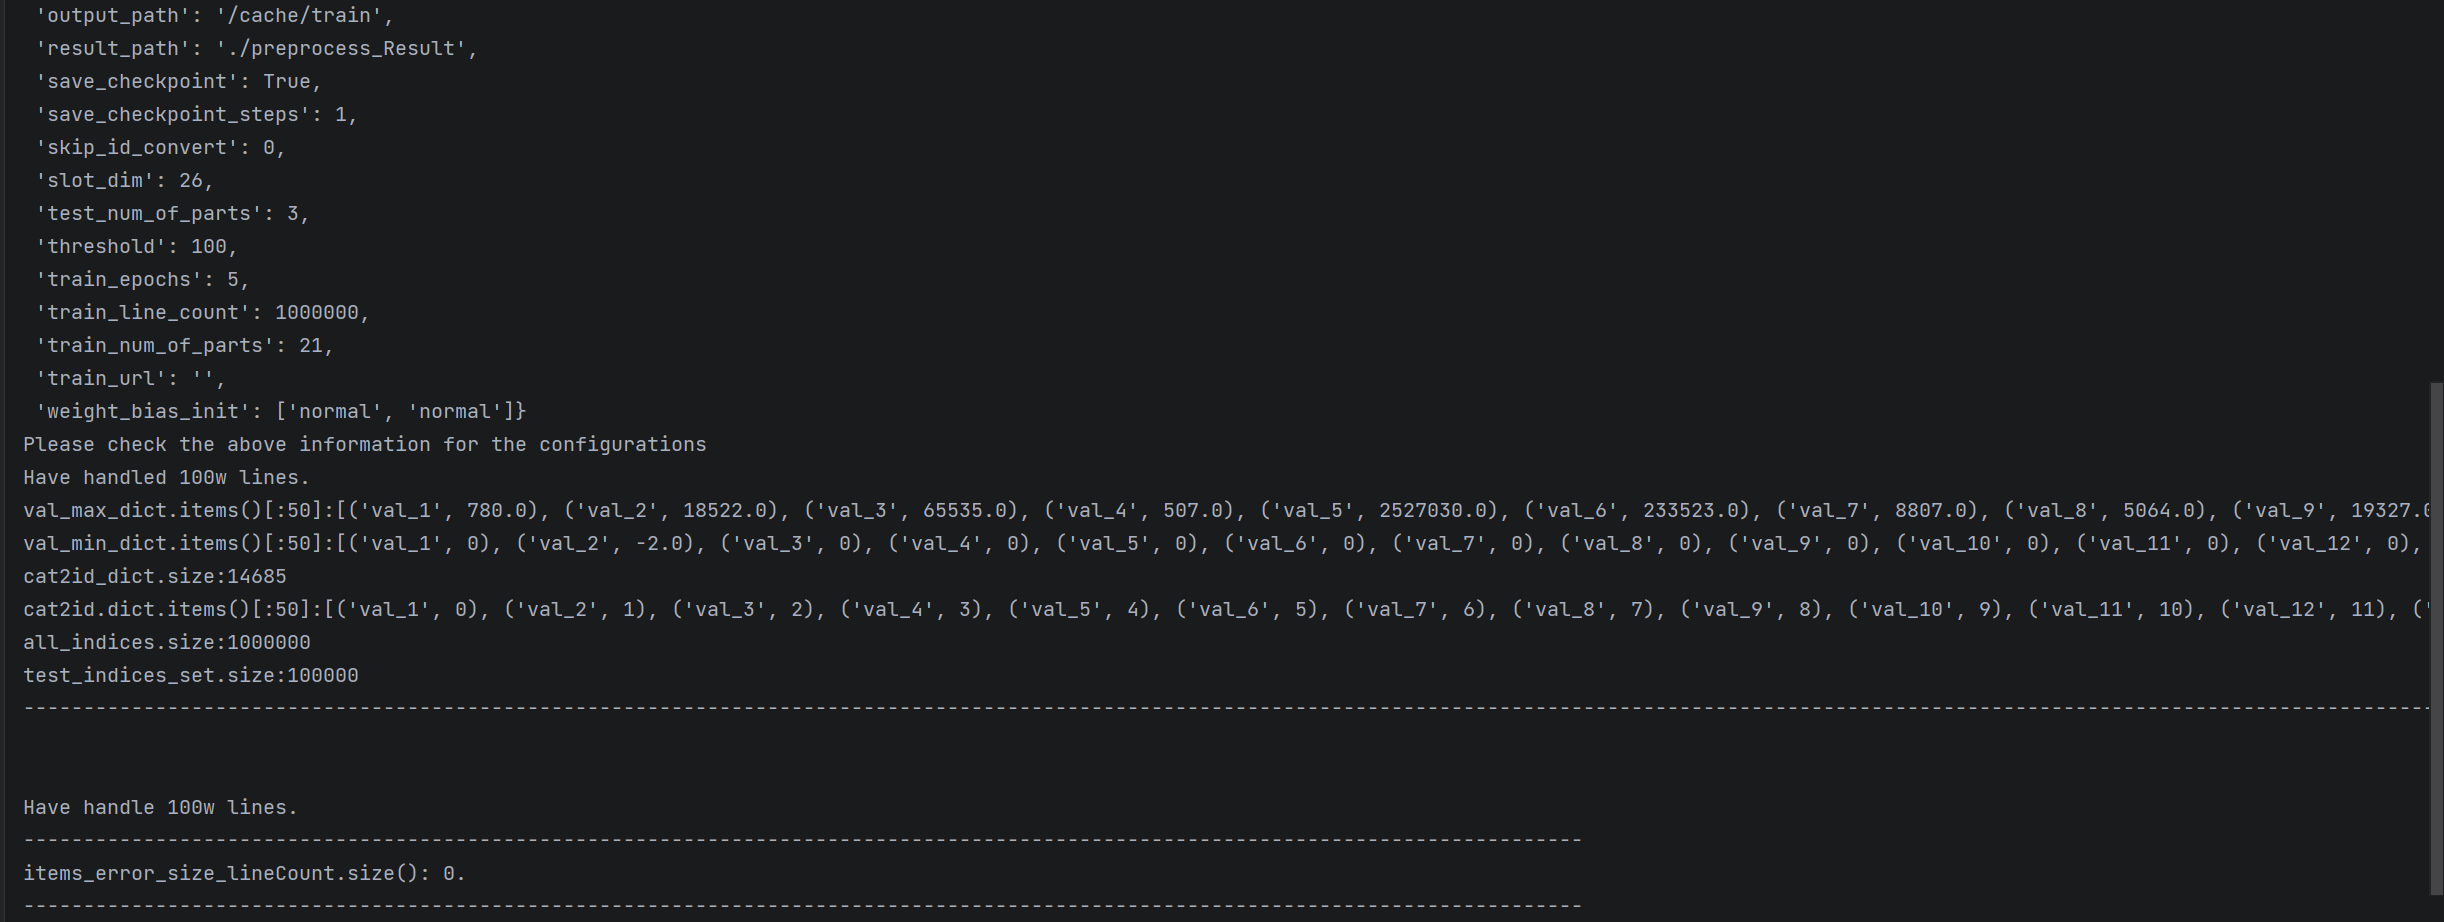 'output_path': '/cache/train',
'result_path': './preprocess_Result',
'save_checkpoint': True,
'save_checkpoint_steps': 1,
'skip_id_convert': 0,
'slot_dim': 26,
'test_num_of_parts': 3,
'threshold': 100,
'train_epochs': 5,
'train_line_count': 1000000,
'train_num_of_parts': 21,
'train_url': '',
'weight_bias_init': ['normal', 'normal']}
Please check the above information for the configurations
Have handled 100w lines.
val_max_dict.items()[:50]:[('val_1', 780.0), ('val_2', 18522.0), ('val_3', 65535.0), ('val_4', 507.0), ('val_5', 2527030.0), ('val_6', 233523.0), ('val_7', 8807.0), ('val_8', 5064.0), ('val_9', 19327.0
val_min_dict.items()[:50]:[('val_1', 0), ('val_2', -2.0), ('val_3', 0), ('val_4', 0), ('val_5', 0), ('val_6', 0), ('val_7', 0), ('val_8', 0), ('val_9', 0), ('val_10', 0), ('val_11', 0), ('val_12', 0),
cat2id_dict.size:14685
cat2id.dict.items()[:50]:[('val_1', 0), ('val_2', 1), ('val_3', 2), ('val_4', 3), ('val_5', 4), ('val_6', 5), ('val_7', 6), ('val_8', 7), ('val_9', 8), ('val_10', 9), ('val_11', 10), ('val_12', 11), ('
all_indices.size:1000000
test_indices_set.size:100000
--------------------------------------------------------------------------------------------------------------------------------------------------------------------------------------------------------
Have handle 100w lines.
----------------------------------------------------------------------------------------------------------------------------------
items_error_size_lineCount.size(): 0.
----------------------------------------------------------------------------------------------------------------------------------